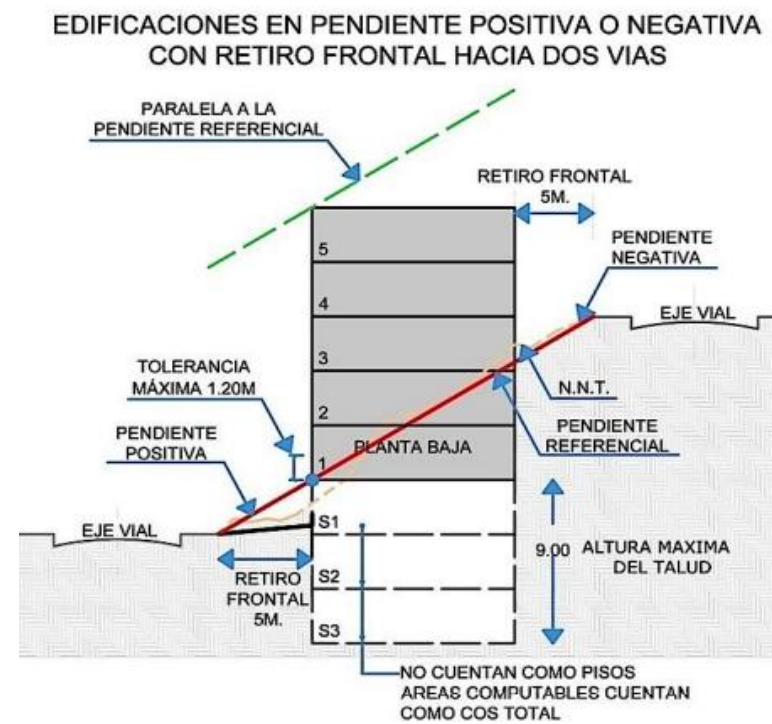 EDIFICACIONES EN PENDIENTE POSITIVA O NEGATIVA
CON RETIRO FRONTAL HACIA DOS VIAS
PARALELA A LA
PENDIENTE REFERENCIAL
RETIRO FRONTAL
5M.
PENDIENTE
NEGATIVA
5
EJE VIAL
4
TOLERANCIA
MÁXIMA 1.20M
3
N.N.T.
2
PENDIENTE
REFERENCIAL
PENDIENTE
POSITIVA
PLANTA BAJA
1
EJE VIAL
S1
9.00
ALTURA MAXIMA
DEL TALUD
RETIRO
FRONTAL
5M.
S2
S3
NO CUENTAN COMO PISOS
AREAS COMPUTABLES CUENTAN
COMO COS TOTAL